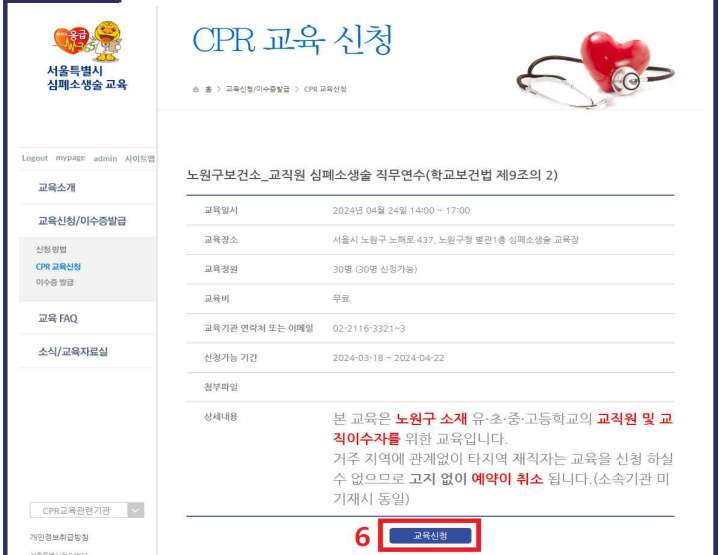 응급
서울특별시
심폐소생술 교육
CPR 교육 신청
홈 > 교육신청/이수증발급 > CPR 교육신청
Logout mypage admin 사이트맵
교육소개
교육신청/이수증발급
신청 방법
CPR 교육신청
이수증 발급
교육 FAQ
소식/교육자료실
CPR교육관련기관
개인정보취급방침
노원구보건소_교직원 심폐소생술 직무연수(학교보건법 제9조의 2)
교육일시 2024년 04월 24일 14:00 ~ 17:00
교육장소 서울시 노원구 노해로 437, 노원구청 별관1층 심폐소생술 교육장
교육정원 30명 (30명 신청가능)
교육비 무료
교육기관 연락처 또는 이메일 02-2116-3321~3
신청가능 기간 2024-03-18 ~ 2024-04-22
첨부파일
상세내용 본 교육은 노원구 소재 유·초·중·고등학교의 교직원 및 교
직이수자를 위한 교육입니다.
거주 지역에 관계없이 타지역 재직자는 교육을 신청 하실
수 없으므로 고지 없이 예약이 취소 됩니다.(소속기관 미
기재시 동일)
6 교육신청